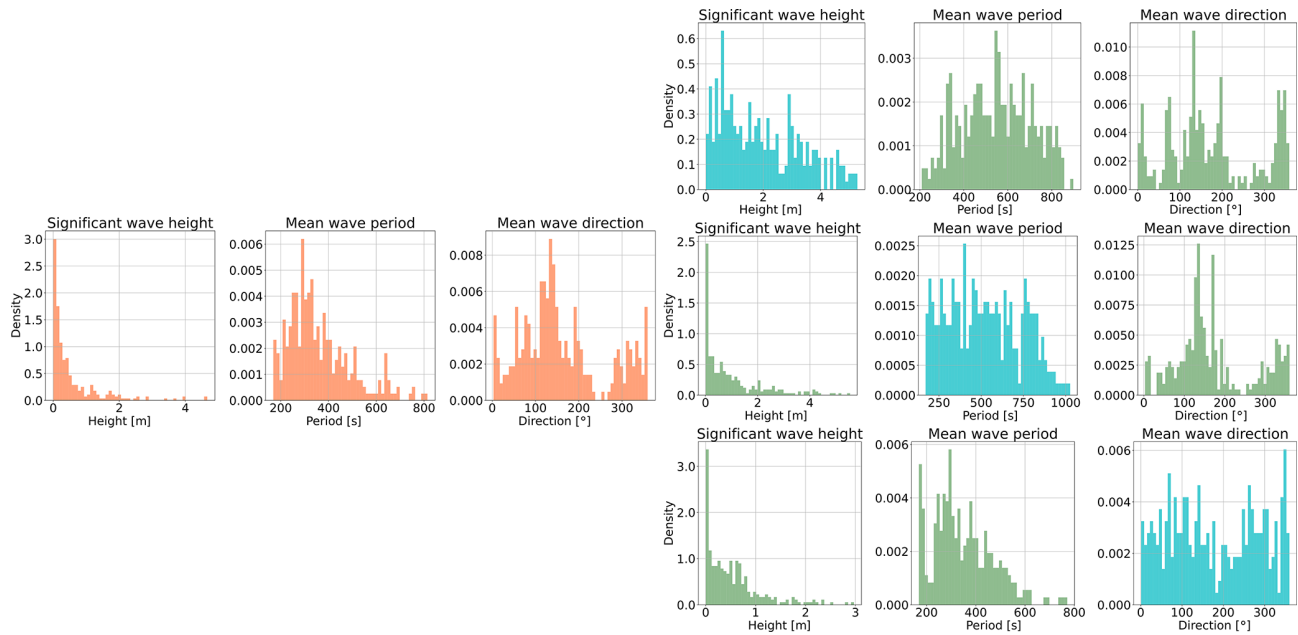 Significant wave height
Mean wave period
Mean wave direction
0.6
0.5
0.4
0.3
0.2
0.1
0.0
Density
0 2 4
Height [m]
0.003
0.002
0.001
0.000
200 400 600 800
Period [s]
0.010
0.008
0.006
0.004
0.002
0.000
0 100 200 300
Direction [°]
Significant wave height
Mean wave period
Mean wave direction
3.0
2.5
2.0
1.5
1.0
0.5
0.0
Density
0 2 4
Height [m]
0.006
0.005
0.004
0.003
0.002
0.001
0.000
200 400 600 800
Period [s]
0.008
0.006
0.004
0.002
0.000
0 100 200 300
Direction [°]
Significant wave height
Mean wave period
Mean wave direction
2.5
2.0
1.5
1.0
0.5
0.0
Density
0 2 4
Height [m]
0.0025
0.0020
0.0015
0.0010
0.0005
0.0000
250 500 750 1000
Period [s]
0.0125
0.0100
0.0075
0.0050
0.0025
0.0000
0 100 200 300
Direction [°]
Significant wave height
Mean wave period
Mean wave direction
3.0
2.0
1.0
0.0
Density
0 1 2 3
Height [m]
0.006
0.004
0.002
0.000
200 400 600 800
Period [s]
0.006
0.004
0.002
0.000
0 100 200 300
Direction [°]